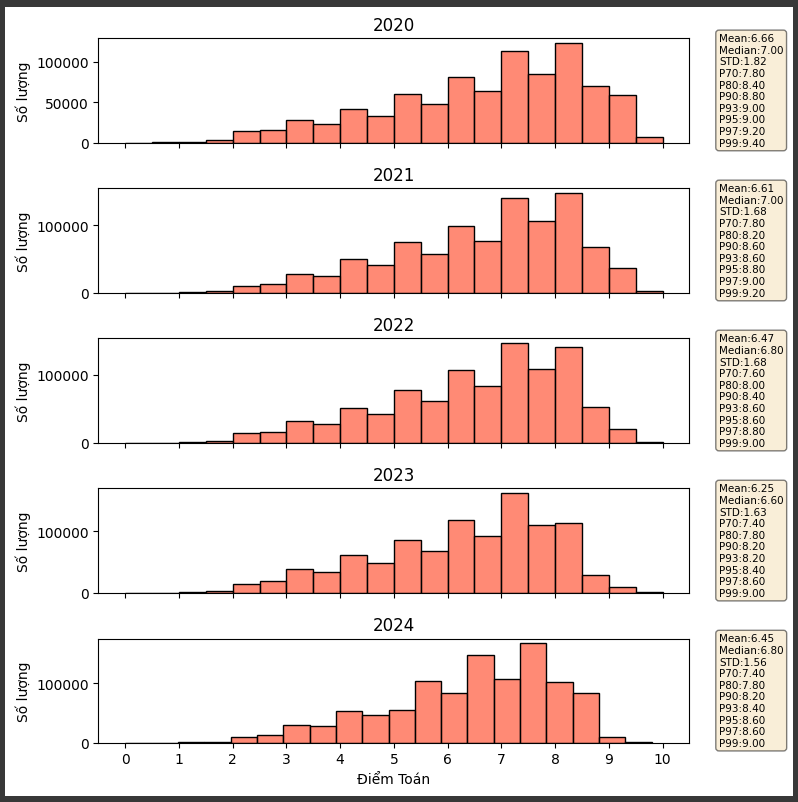 2020
Số lượng
100000
50000
0
Mean:6.66
Median:7.00
STD:1.82
P70:7.80
P80:8.40
P90:8.80
P93:9.00
P95:9.00
P97:9.20
P99:9.40
2021
Số lượng
100000
0
Mean:6.61
Median:7.00
STD:1.68
P70:7.80
P80:8.20
P90:8.60
P93:8.60
P95:8.80
P97:9.00
P99:9.20
2022
Số lượng
100000
0
Mean:6.47
Median:6.80
STD:1.68
P70:7.60
P80:8.00
P90:8.40
P93:8.60
P95:8.60
P97:8.80
P99:9.00
2023
Số lượng
100000
0
Mean:6.25
Median:6.60
STD:1.63
P70:7.40
P80:7.80
P90:8.20
P93:8.20
P95:8.40
P97:8.60
P99:9.00
2024
Số lượng
100000
0
Mean:6.45
Median:6.80
STD:1.56
P70:7.40
P80:7.80
P90:8.20
P93:8.40
P95:8.60
P97:8.60
P99:9.00
0 1 2 3 4 5 6 7 8 9 10
Điểm Toán